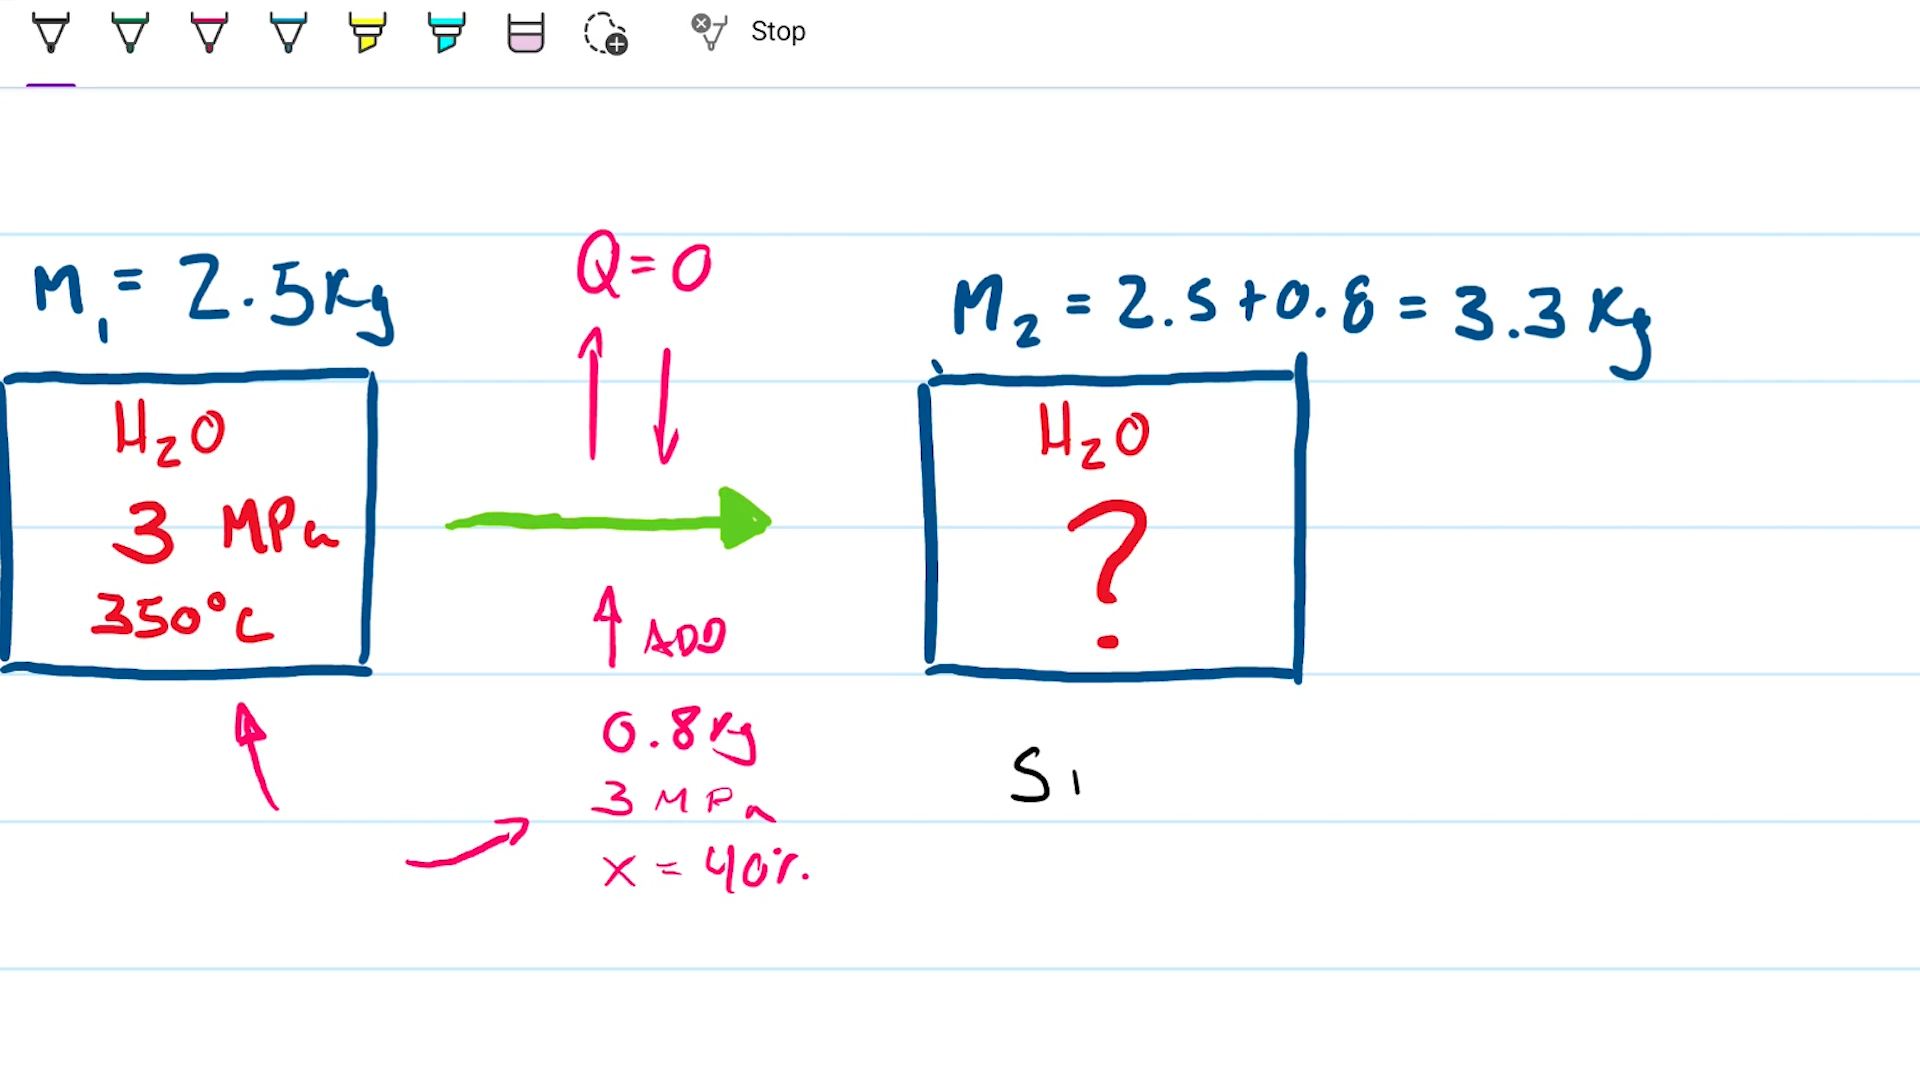 Stop
M₁ = 2.5 Kg
H₂O
3 MPa
350°C
Q = 0
ADD
0.8 Kg
3 MPa
x = 40%.
M₂ = 2.5 + 0.8 = 3.3 Kg
H₂O
?
S1